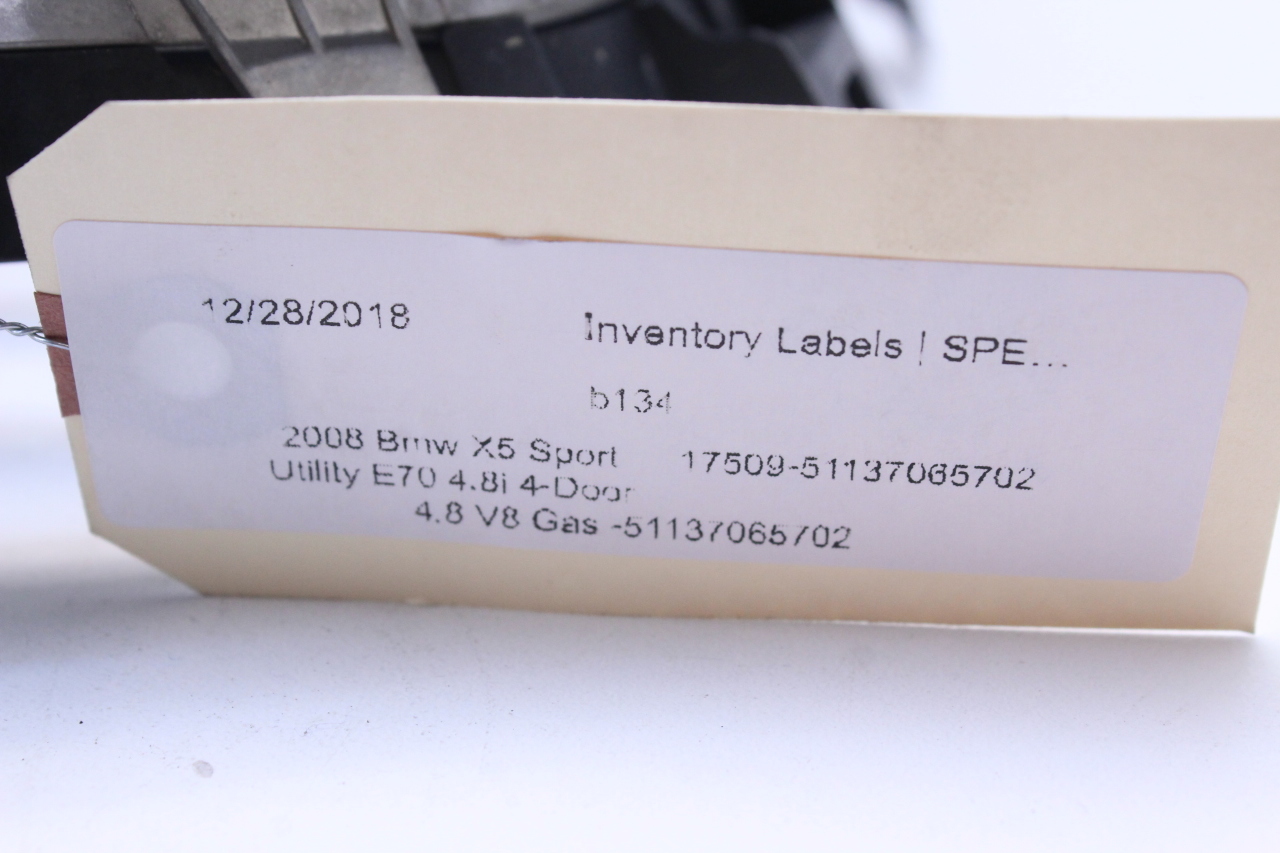 12/28/2018 Inventory Labels | SPE...
b134
2008 Bmw X5 Sport 17509-51137065702
Utility E70 4.8i 4-Door
4.8 V8 Gas -51137065702